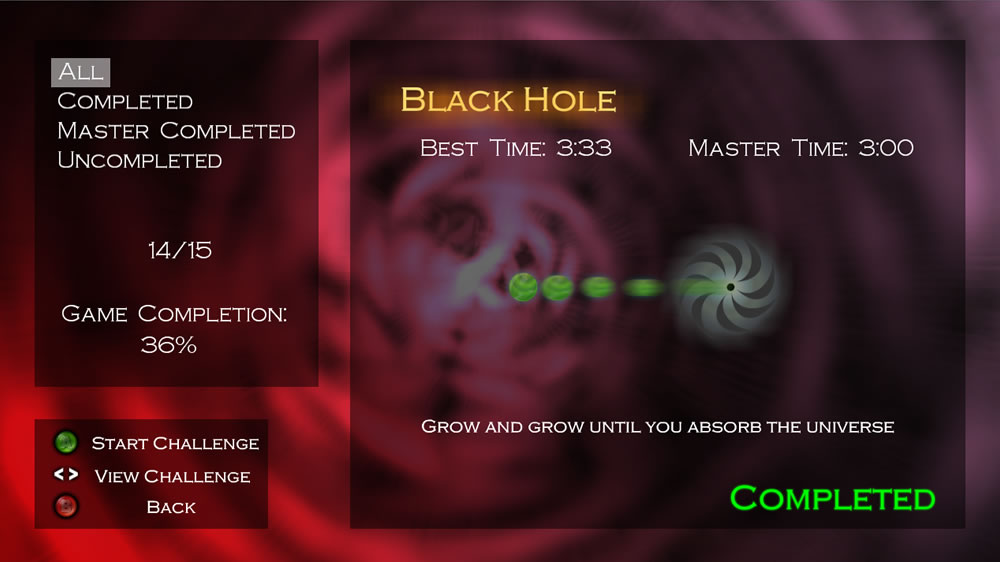 All
Completed
Master Completed
Uncompleted
14/15
Game Completion:
36%
Start Challenge
<> View Challenge
Back
Black Hole
Best Time: 3:33
Master Time: 3:00
Grow and grow until you absorb the universe
Completed